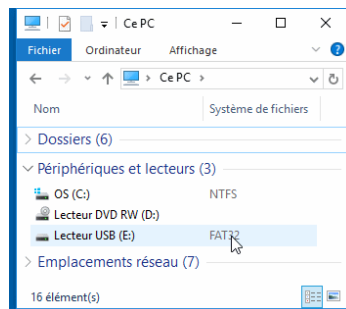 Ce PC
Fichier Ordinateur Affichage
Ce PC
Nom Système de fichiers
Dossiers (6)
Périphériques et lecteurs (3)
OS (C:) NTFS
Lecteur DVD RW (D:)
Lecteur USB (E:) FAT32
Emplacements réseau (7)
16 élément(s)